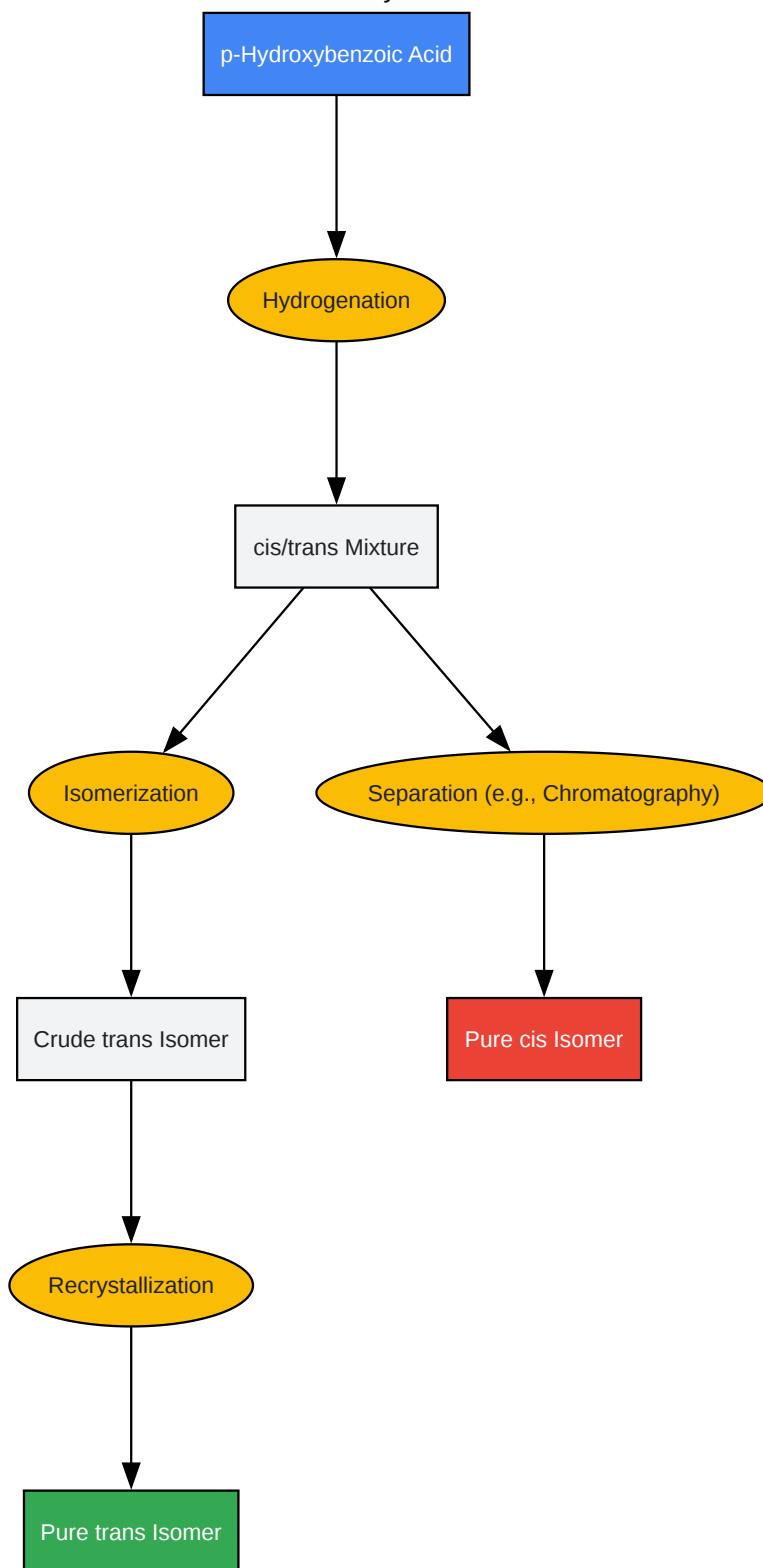 p-Hydroxybenzoic Acid
Hydrogenation
cis/trans Mixture
Isomerization
Separation (e.g., Chromatography)
Crude trans Isomer
Pure cis Isomer
Recrystallization
Pure trans Isomer